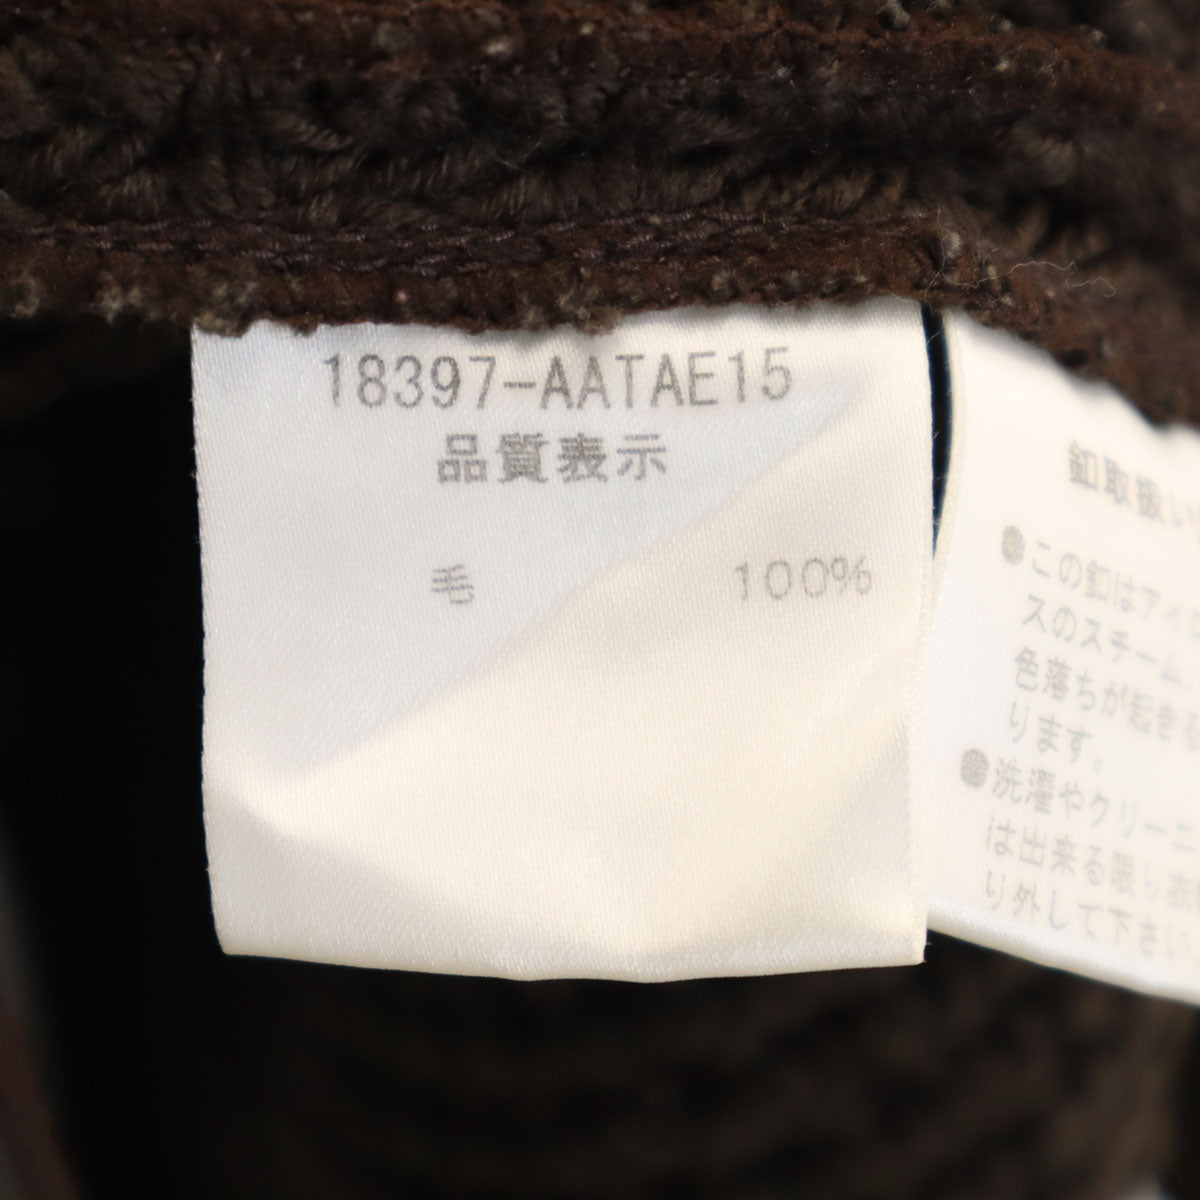 18397-AATAE15
品質表示
毛 100%
釦取扱い
●この釦はアイ
スのスチーム
色落ちが起き
ります。
●洗濯やクリーニ
は出来る限り衣
り外して下さい